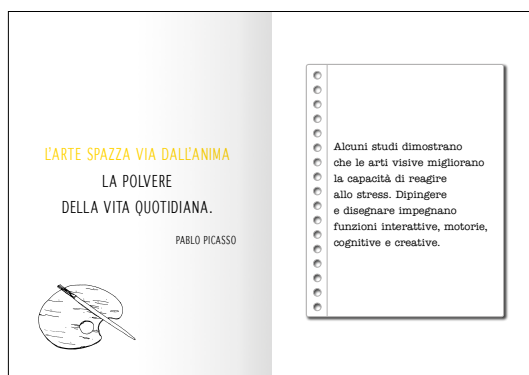 L'ARTE SPAZZA VIA DALL'ANIMA
LA POLVERE
DELLA VITA QUOTIDIANA.
PABLO PICASSO
Alcuni studi dimostrano
che le arti visive migliorano
la capacità di reagire
allo stress. Dipingere
e disegnare impegnano
funzioni interattive, motorie,
cognitive e creative.